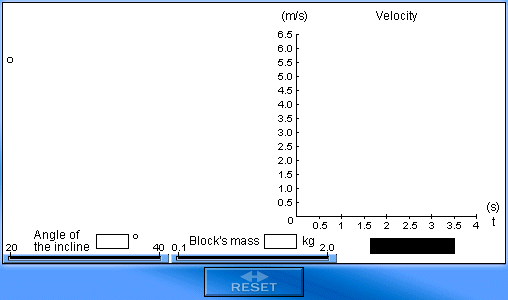 (m/s) Velocity
6.5
o
6.0
5.5
5.0
4.5
4.0
3.5
3.0
2.5
2.0
1.5
1.0
0.5
0
0.5 1 1.5 2 2.5 3 3.5 4
(s)
t
Angle of
the incline
o
Block's mass kg
20 40 0.1 2.0
RESET